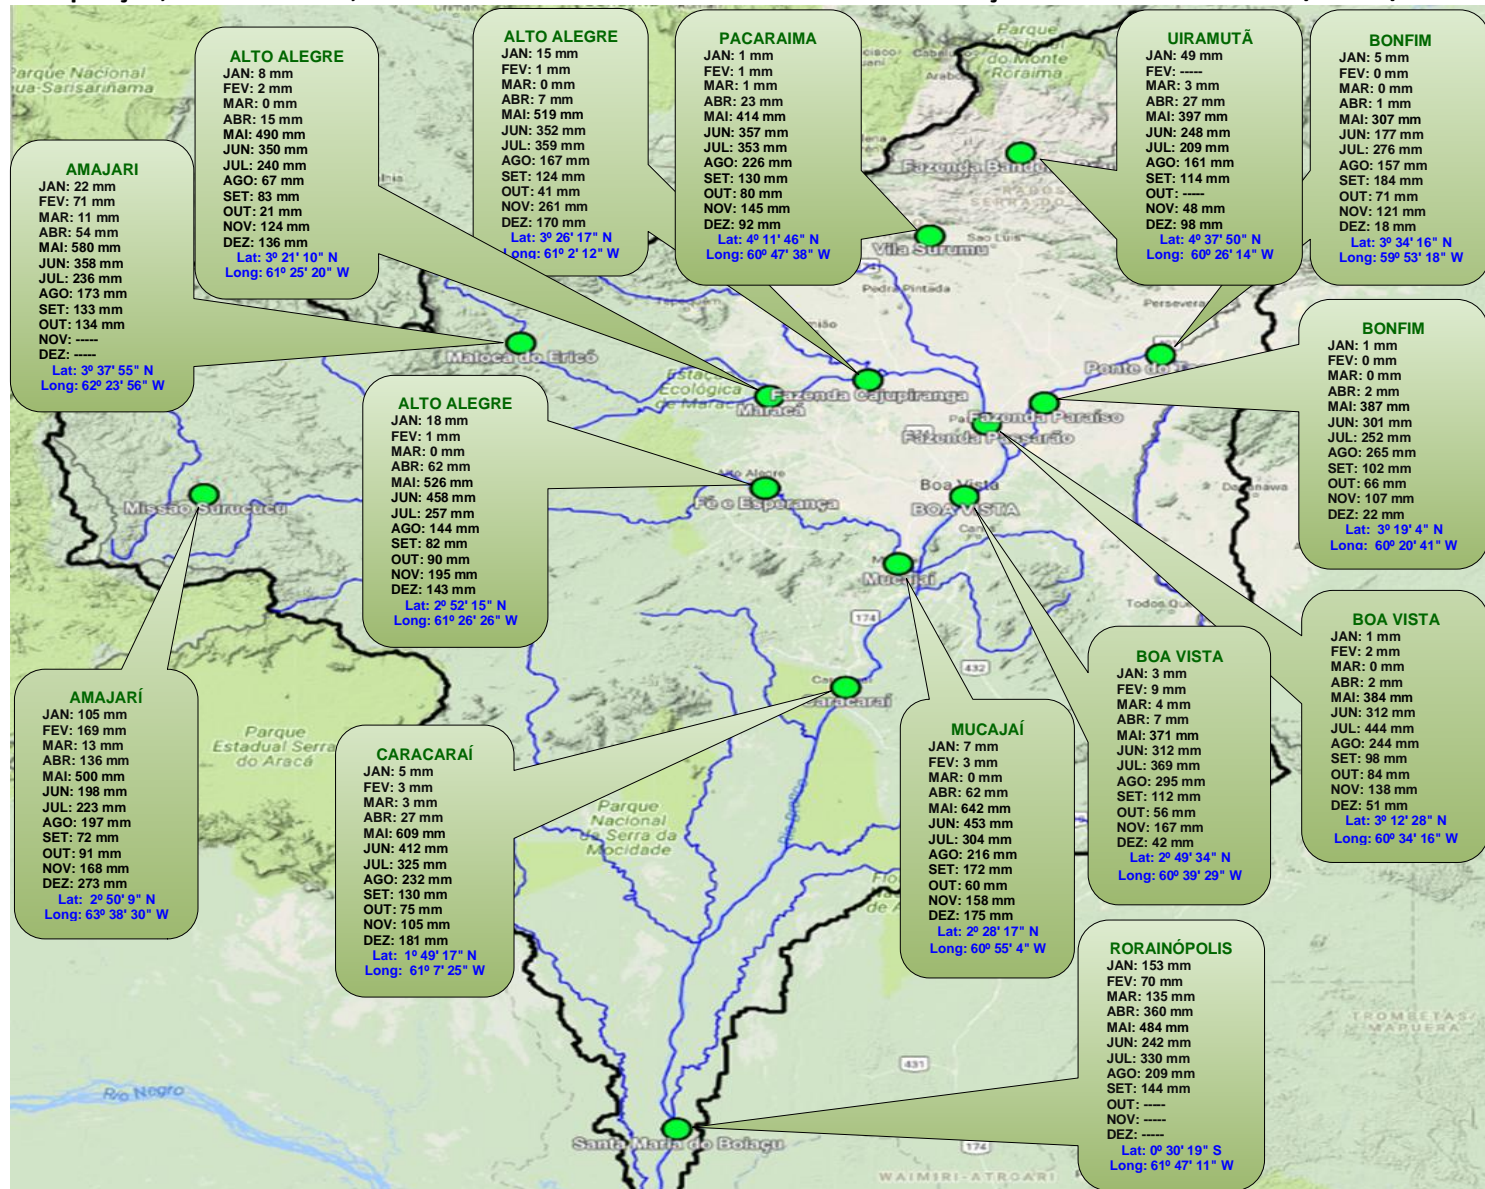 ALTO ALEGRE
JAN: 8 mm
FEV: 2 mm
MAR: 0 mm
ABR: 15 mm
MAI: 490 mm
JUN: 350 mm
JUL: 240 mm
AGO: 67 mm
SET: 83 mm
OUT: 21 mm
NOV: 124 mm
DEZ: 136 mm
Lat: 3º 21' 10" N
Long: 61º 25' 20" W
ALTO ALEGRE
JAN: 15 mm
FEV: 1 mm
MAR: 0 mm
ABR: 7 mm
MAI: 519 mm
JUN: 352 mm
JUL: 359 mm
AGO: 167 mm
SET: 124 mm
OUT: 41 mm
NOV: 261 mm
DEZ: 170 mm
Lat: 3º 26' 17" N
Long: 61º 2' 12" W
PACARAIMA
JAN: 1 mm
FEV: 1 mm
MAR: 1 mm
ABR: 23 mm
MAI: 414 mm
JUN: 357 mm
JUL: 353 mm
AGO: 226 mm
SET: 130 mm
OUT: 80 mm
NOV: 145 mm
DEZ: 92 mm
Lat: 4º 11' 46" N
Long: 60º 47' 38" W
UIRAMUTÃ
JAN: 49 mm
FEV: -----
MAR: 3 mm
ABR: 27 mm
MAI: 397 mm
JUN: 248 mm
JUL: 209 mm
AGO: 161 mm
SET: 114 mm
OUT: -----
NOV: 48 mm
DEZ: 98 mm
Lat: 4º 37' 50" N
Long: 60º 26' 14" W
BONFIM
JAN: 5 mm
FEV: 0 mm
MAR: 0 mm
ABR: 1 mm
MAI: 307 mm
JUN: 177 mm
JUL: 276 mm
AGO: 157 mm
SET: 184 mm
OUT: 71 mm
NOV: 121 mm
DEZ: 18 mm
Lat: 3º 34' 16" N
Long: 59º 53' 18" W
AMAJARI
JAN: 22 mm
FEV: 71 mm
MAR: 11 mm
ABR: 54 mm
MAI: 580 mm
JUN: 358 mm
JUL: 236 mm
AGO: 173 mm
SET: 133 mm
OUT: 134 mm
NOV: -----
DEZ: -----
Lat: 3º 37' 55" N
Long: 62º 23' 56" W
BONFIM
JAN: 1 mm
FEV: 0 mm
MAR: 0 mm
ABR: 2 mm
MAI: 387 mm
JUN: 301 mm
JUL: 252 mm
AGO: 265 mm
SET: 102 mm
OUT: 66 mm
NOV: 107 mm
DEZ: 22 mm
Lat: 3º 19' 4" N
Long: 60º 20' 41" W
ALTO ALEGRE
JAN: 18 mm
FEV: 1 mm
MAR: 0 mm
ABR: 62 mm
MAI: 526 mm
JUN: 458 mm
JUL: 257 mm
AGO: 144 mm
SET: 82 mm
OUT: 90 mm
NOV: 195 mm
DEZ: 143 mm
Lat: 2º 52' 15" N
Long: 61º 26' 26" W
BOA VISTA
JAN: 1 mm
FEV: 2 mm
MAR: 0 mm
ABR: 2 mm
MAI: 384 mm
JUN: 312 mm
JUL: 444 mm
AGO: 244 mm
SET: 98 mm
OUT: 84 mm
NOV: 138 mm
DEZ: 51 mm
Lat: 3º 12' 28" N
Long: 60º 34' 16" W
BOA VISTA
JAN: 3 mm
FEV: 9 mm
MAR: 4 mm
ABR: 7 mm
MAI: 371 mm
JUN: 312 mm
JUL: 369 mm
AGO: 295 mm
SET: 112 mm
OUT: 56 mm
NOV: 167 mm
DEZ: 42 mm
Lat: 2º 49' 34" N
Long: 60º 39' 29" W
AMAJARÍ
JAN: 105 mm
FEV: 169 mm
MAR: 13 mm
ABR: 136 mm
MAI: 500 mm
JUN: 198 mm
JUL: 223 mm
AGO: 197 mm
SET: 72 mm
OUT: 91 mm
NOV: 168 mm
DEZ: 273 mm
Lat: 2º 50' 9" N
Long: 63º 38' 30" W
CARACARAÍ
JAN: 5 mm
FEV: 3 mm
MAR: 3 mm
ABR: 27 mm
MAI: 609 mm
JUN: 412 mm
JUL: 325 mm
AGO: 232 mm
SET: 130 mm
OUT: 75 mm
NOV: 105 mm
DEZ: 181 mm
Lat: 1º 49' 17" N
Long: 61º 7' 25" W
MUCAJAÍ
JAN: 7 mm
FEV: 3 mm
MAR: 0 mm
ABR: 62 mm
MAI: 642 mm
JUN: 453 mm
JUL: 304 mm
AGO: 216 mm
SET: 172 mm
OUT: 60 mm
NOV: 158 mm
DEZ: 175 mm
Lat: 2º 28' 17" N
Long: 60º 55' 4" W
RORAINÓPOLIS
JAN: 153 mm
FEV: 70 mm
MAR: 135 mm
ABR: 360 mm
MAI: 484 mm
JUN: 242 mm
JUL: 330 mm
AGO: 209 mm
SET: 144 mm
OUT: -----
NOV: -----
DEZ: -----
Lat: 0º 30' 19" S
Long: 61º 47' 11" W
Parque
do Monte
Roraima
Parque Nacional
Fazenda
Vila Surumu
Sao Luis
Pedra Pintada
Maloca do Ericó
Estação
Ecológica
de Maracá
Maracá
Fazenda Cajupiranga
Ponte do
Fazenda Paraíso
Fazenda Passarão
Alto Alegre
Fé e Esperança
Boa Vista
BOA VISTA
Missão Surucucu
Mucajaí
174
432
Caracaraí
Parque
Estadual Serra
do Aracá
Parque
Nacional
da Serra da
Mocidade
Rio Branco
Rio Negro
TROMBETAS/
MAPUERA
431
Santa Maria do Boiaçu
174
WAIMIRI-ATROARI